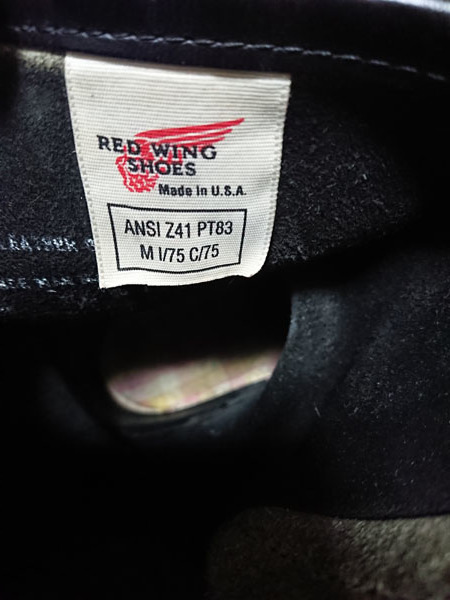 RED WING
SHOES
Made in U.S.A.
ANSI Z41 PT83
M I/75 C/75